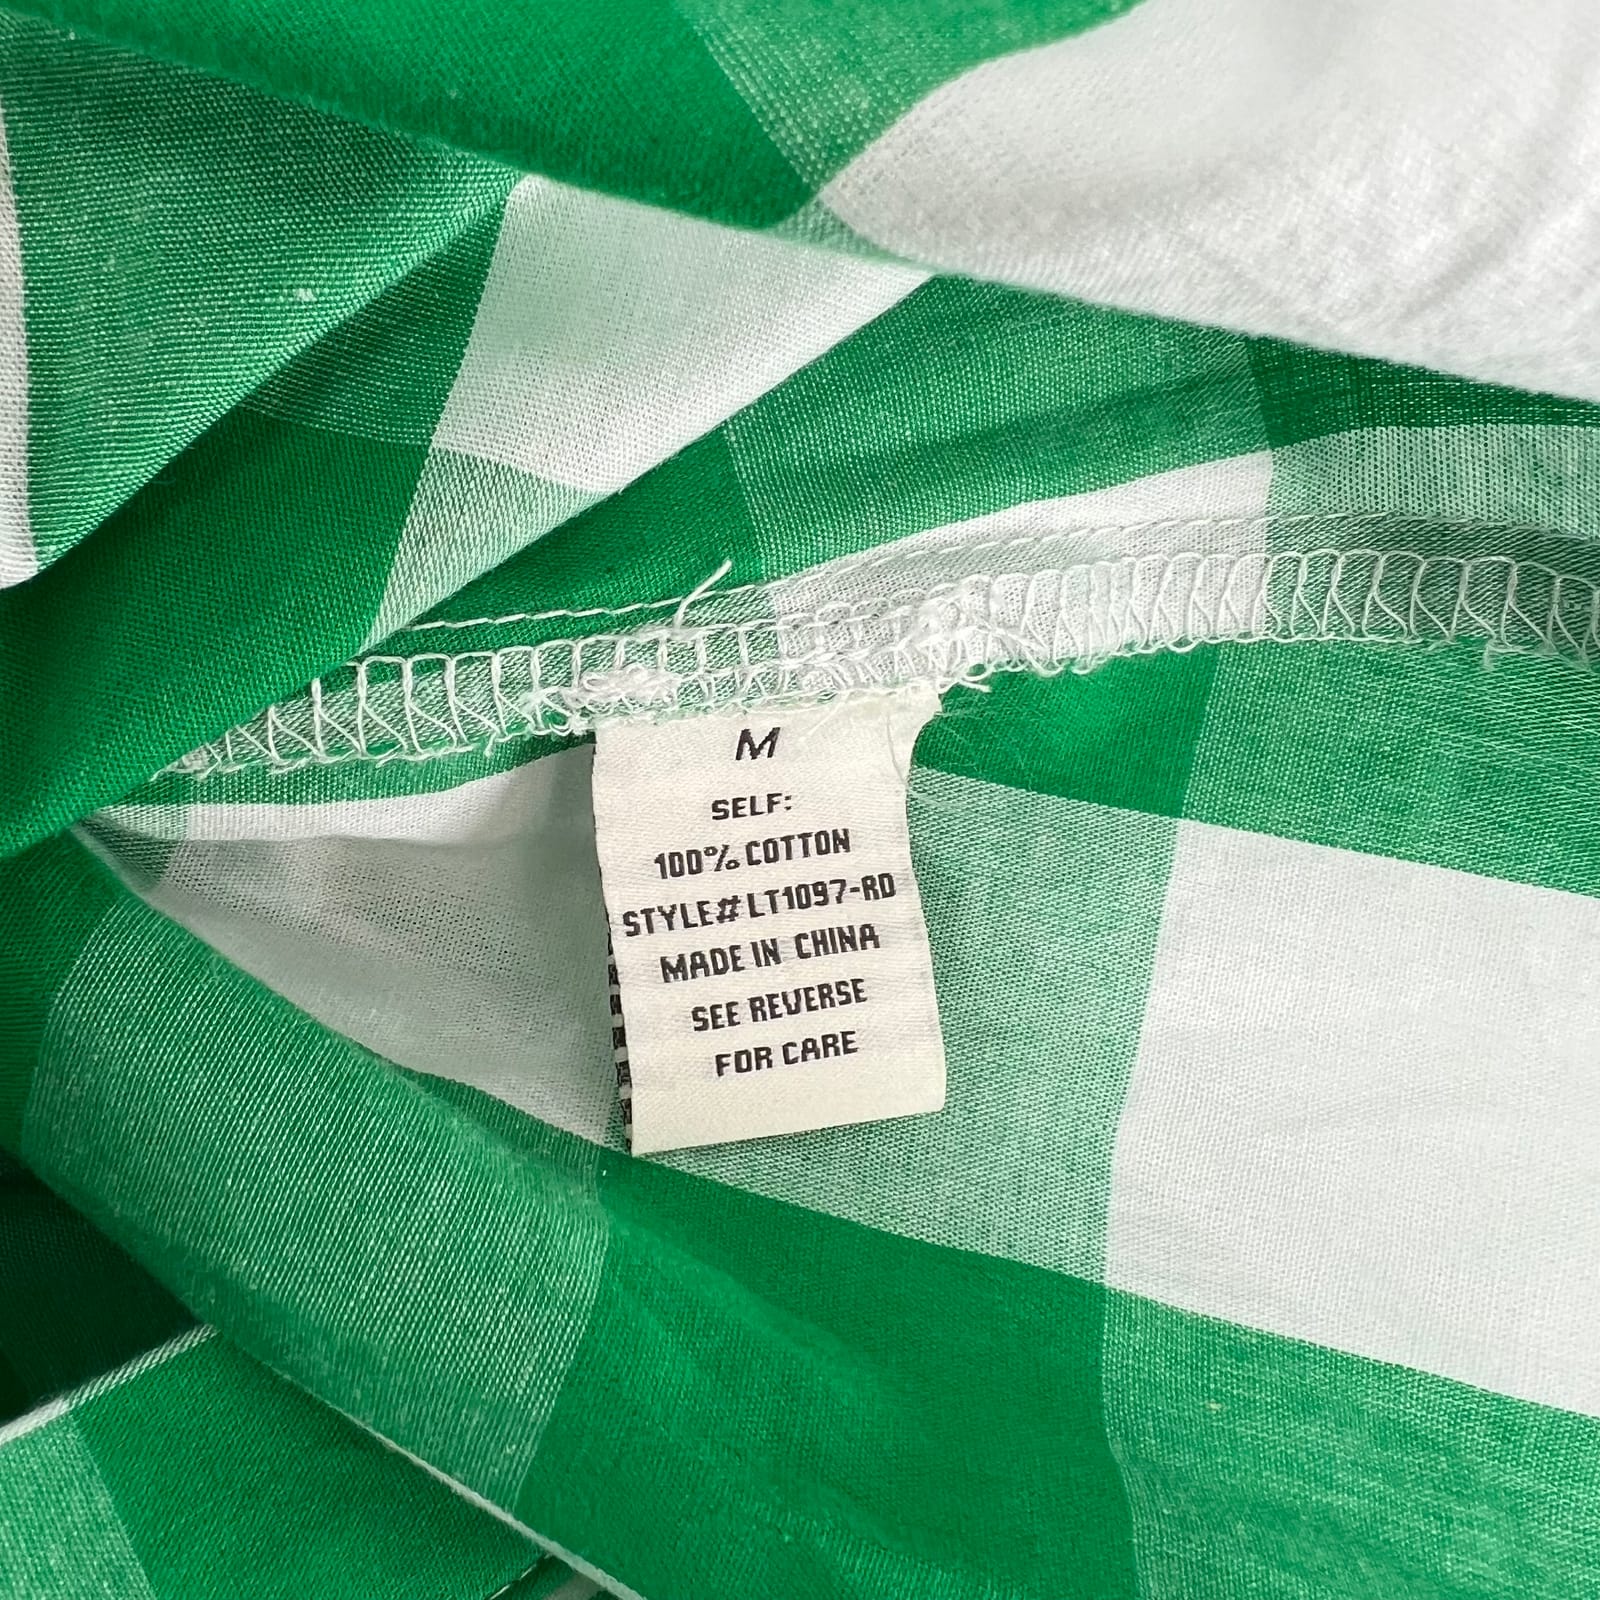 M
SELF:
100% COTTON
STYLE# LT1097-RD
MADE IN CHINA
SEE REVERSE
FOR CARE